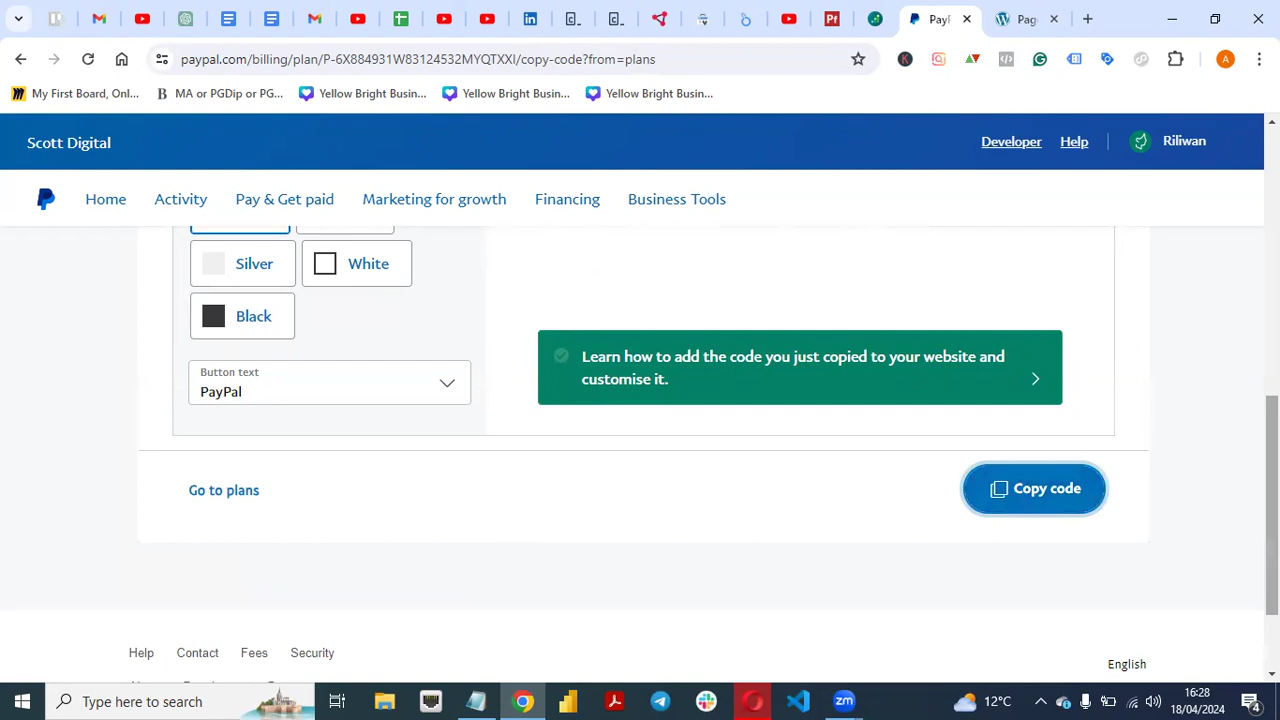 PayP
Pag
paypal.com/billing/plan/P-6X884931W83124532MYQTXXI/copy-code?from=plans
A
My First Board, Onl...
MA or PGDip or PG...
Yellow Bright Busin...
Yellow Bright Busin...
Yellow Bright Busin...
Scott Digital
Developer
Help
Riliwan
Home
Activity
Pay & Get paid
Marketing for growth
Financing
Business Tools
Silver
White
Black
Button text
PayPal
Learn how to add the code you just copied to your website and
customise it.
Go to plans
Copy code
Help
Contact
Fees
Security
English
Type here to search
12°C
16:28
18/04/2024
4